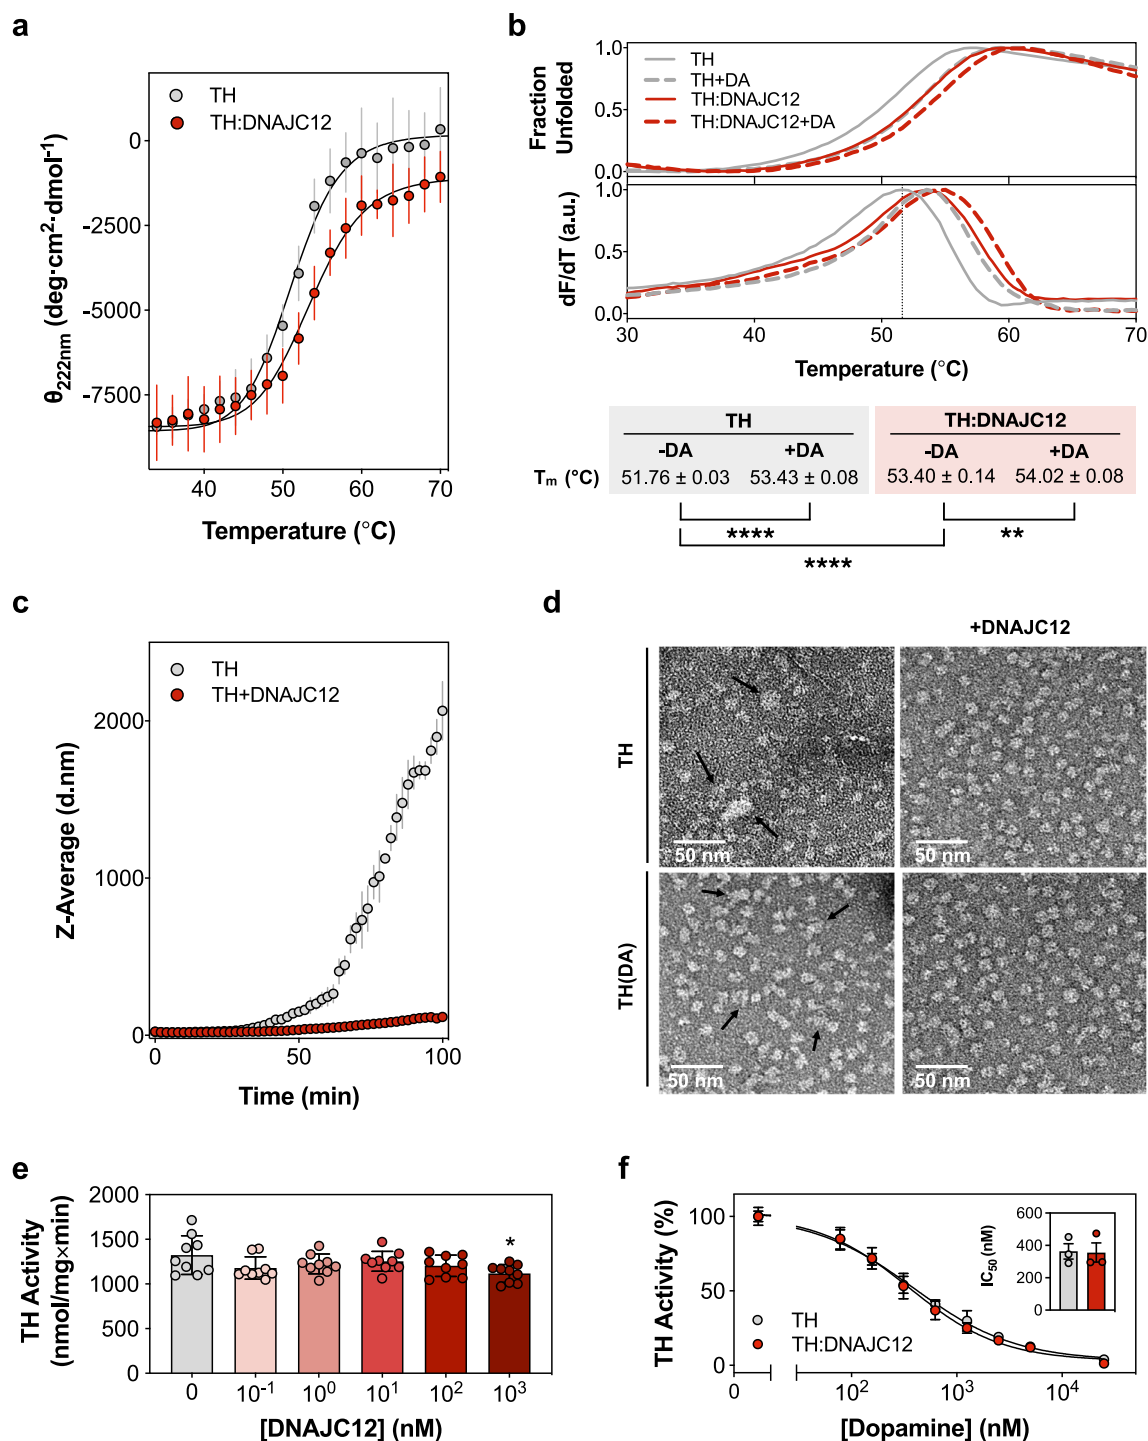 a
TH
TH:DNAJC12
0
-2500
-5000
-7500
θ222nm (deg·cm2·dmol-1)
40
50
60
70
Temperature (°C)
b
TH
TH+DA
TH:DNAJC12
TH:DNAJC12+DA
1.0
0.5
0.0
Fraction
Unfolded
1.0
0.5
0.0
dF/dT (a.u.)
30
40
50
60
70
Temperature (°C)
TH
TH:DNAJC12
-DA
+DA
-DA
+DA
Tm (°C)
51.76 ± 0.03
53.43 ± 0.08
53.40 ± 0.14
54.02 ± 0.08
****
**
****
c
TH
TH+DNAJC12
2000
1000
0
Z-Average (d.nm)
0
50
100
Time (min)
d
+DNAJC12
TH
50 nm
50 nm
TH(DA)
50 nm
50 nm
e
2000
1500
1000
500
0
TH Activity
(nmol/mg×min)
*
0
10-1
100
101
102
103
[DNAJC12] (nM)
f
100
50
0
TH Activity (%)
TH
TH:DNAJC12
600
400
200
0
IC50 (nM)
0
102
103
104
[Dopamine] (nM)